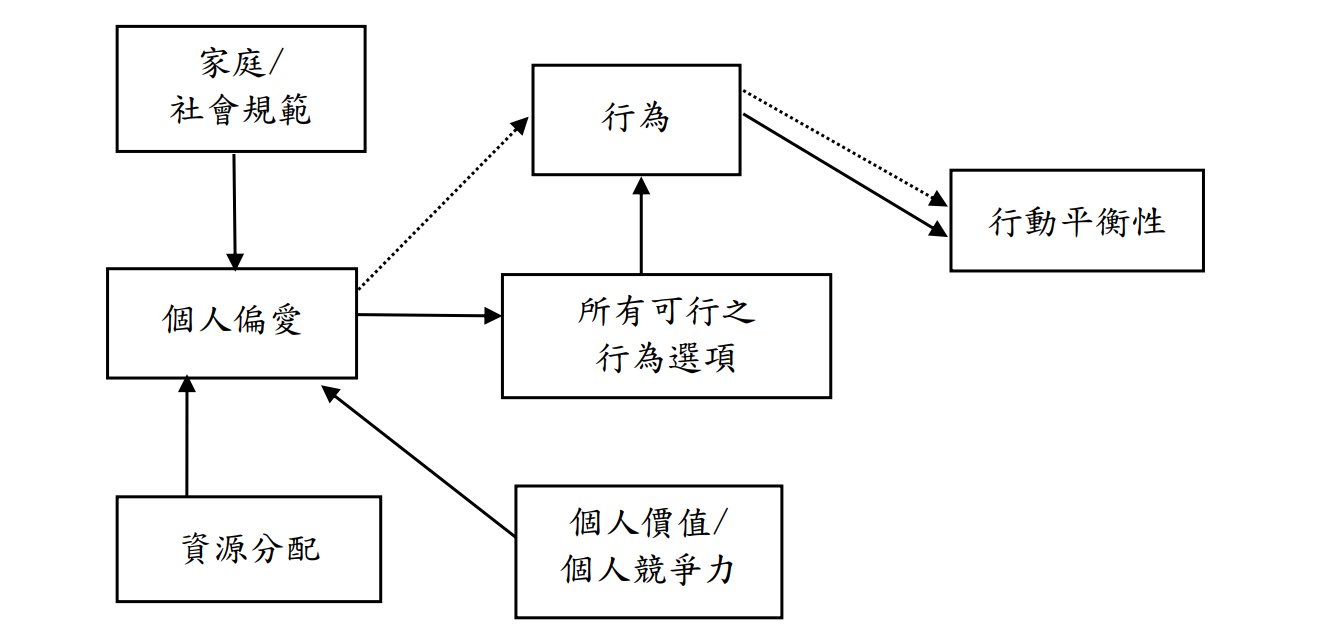 家庭/
社會規範
行為
行動平衡性
個人偏愛
所有可行之
行為選項
資源分配
個人價值/
個人競爭力